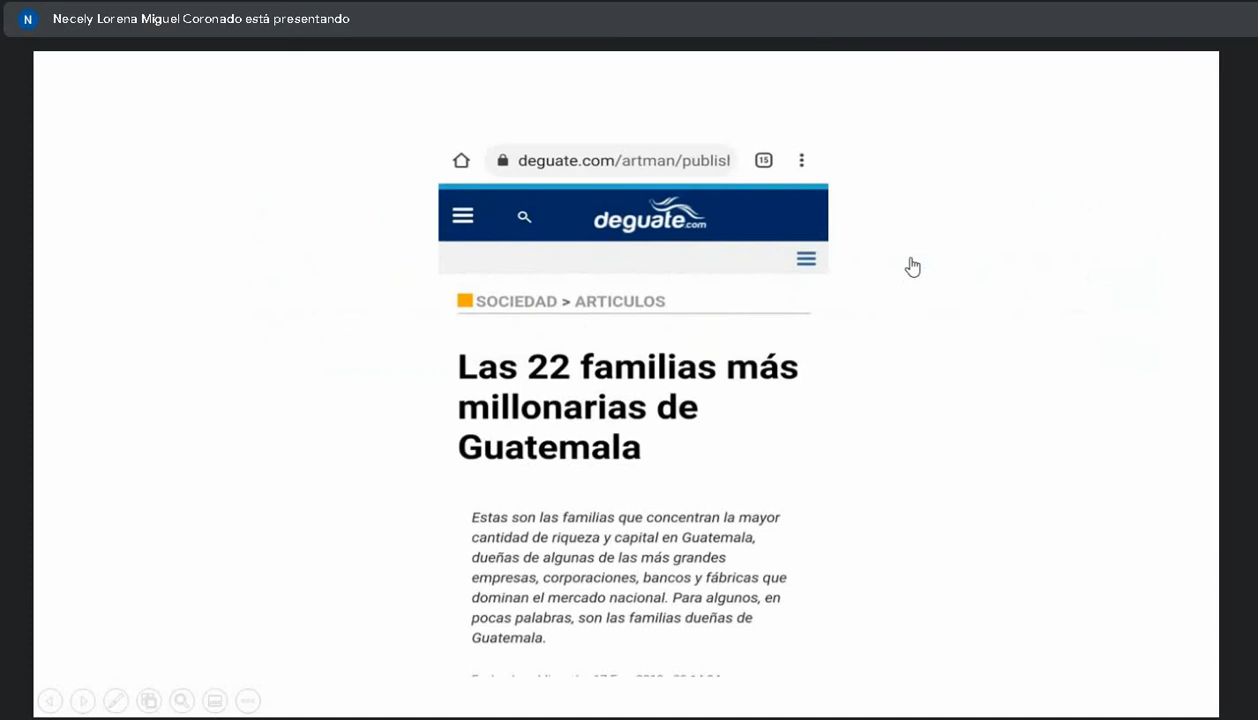 N Necely Lorena Miguel Coronado está presentando
deguate.com/artman/publisl
15
deguate.com
SOCIEDAD > ARTICULOS
Las 22 familias más
millonarias de
Guatemala
Estas son las familias que concentran la mayor
cantidad de riqueza y capital en Guatemala,
dueñas de algunas de las más grandes
empresas, corporaciones, bancos y fábricas que
dominan el mercado nacional. Para algunos, en
pocas palabras, son las familias dueñas de
Guatemala.